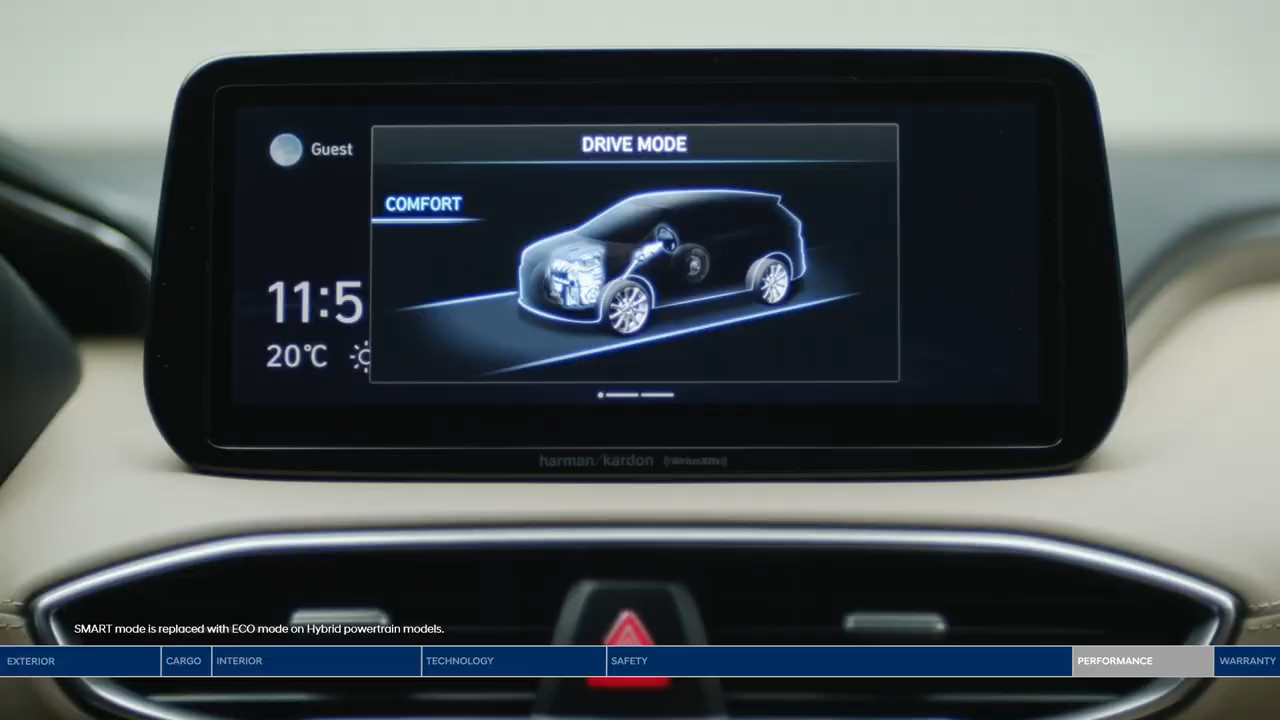 Guest
DRIVE MODE
COMFORT
11:5
20°C
harman/kardon
((SiriusXM))
SMART mode is replaced with ECO mode on Hybrid powertrain models.
EXTERIOR
CARGO
INTERIOR
TECHNOLOGY
SAFETY
PERFORMANCE
WARRANTY